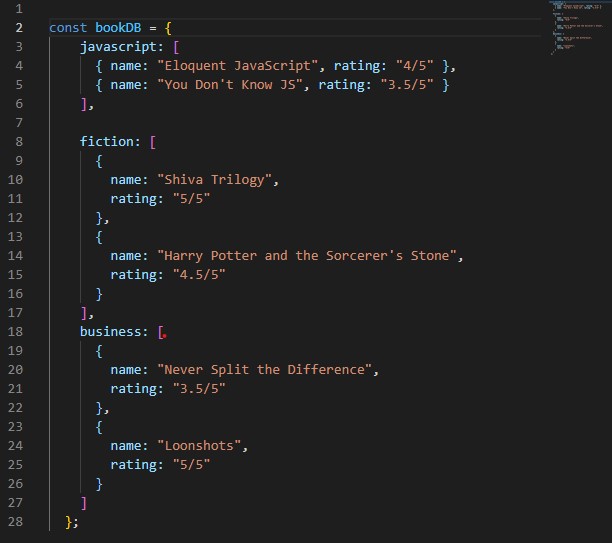 1
2 const bookDB = {
3 javascript: [
4 { name: "Eloquent JavaScript", rating: "4/5" },
5 { name: "You Don't Know JS", rating: "3.5/5" }
6 ],
7
8 fiction: [
9 {
10 name: "Shiva Trilogy",
11 rating: "5/5"
12 },
13 {
14 name: "Harry Potter and the Sorcerer's Stone",
15 rating: "4.5/5"
16 }
17 ],
18 business: [
19 {
20 name: "Never Split the Difference",
21 rating: "3.5/5"
22 },
23 {
24 name: "Loonshots",
25 rating: "5/5"
26 }
27 ]
28 };